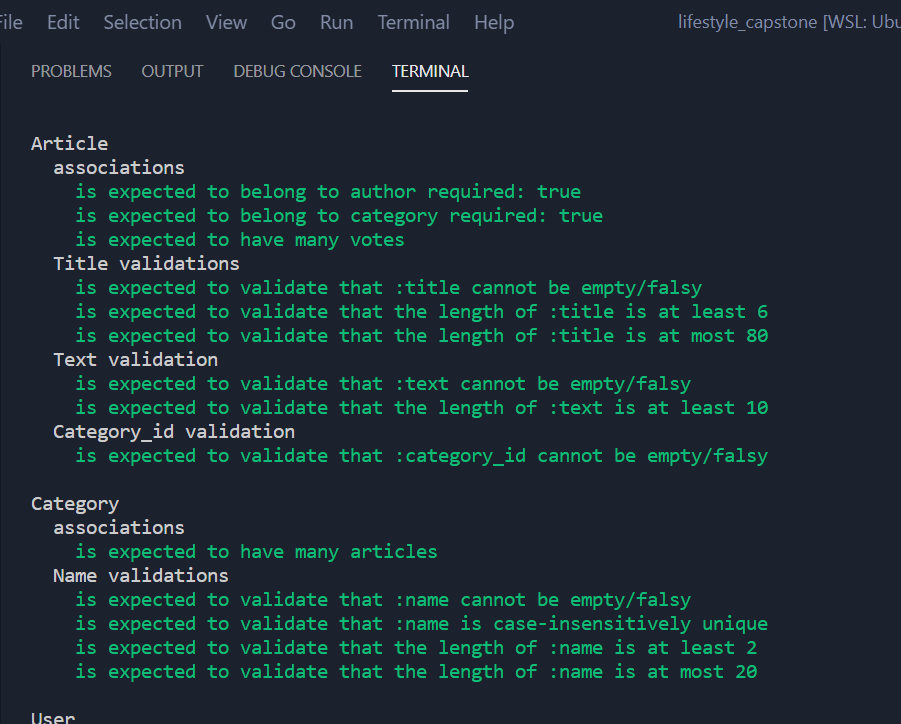 File Edit Selection View Go Run Terminal Help lifestyle_capstone [WSL: Ubu
PROBLEMS OUTPUT DEBUG CONSOLE TERMINAL
Article
associations
is expected to belong to author required: true
is expected to belong to category required: true
is expected to have many votes
Title validations
is expected to validate that :title cannot be empty/falsy
is expected to validate that the length of :title is at least 6
is expected to validate that the length of :title is at most 80
Text validation
is expected to validate that :text cannot be empty/falsy
is expected to validate that the length of :text is at least 10
Category_id validation
is expected to validate that :category_id cannot be empty/falsy
Category
associations
is expected to have many articles
Name validations
is expected to validate that :name cannot be empty/falsy
is expected to validate that :name is case-insensitively unique
is expected to validate that the length of :name is at least 2
is expected to validate that the length of :name is at most 20
User